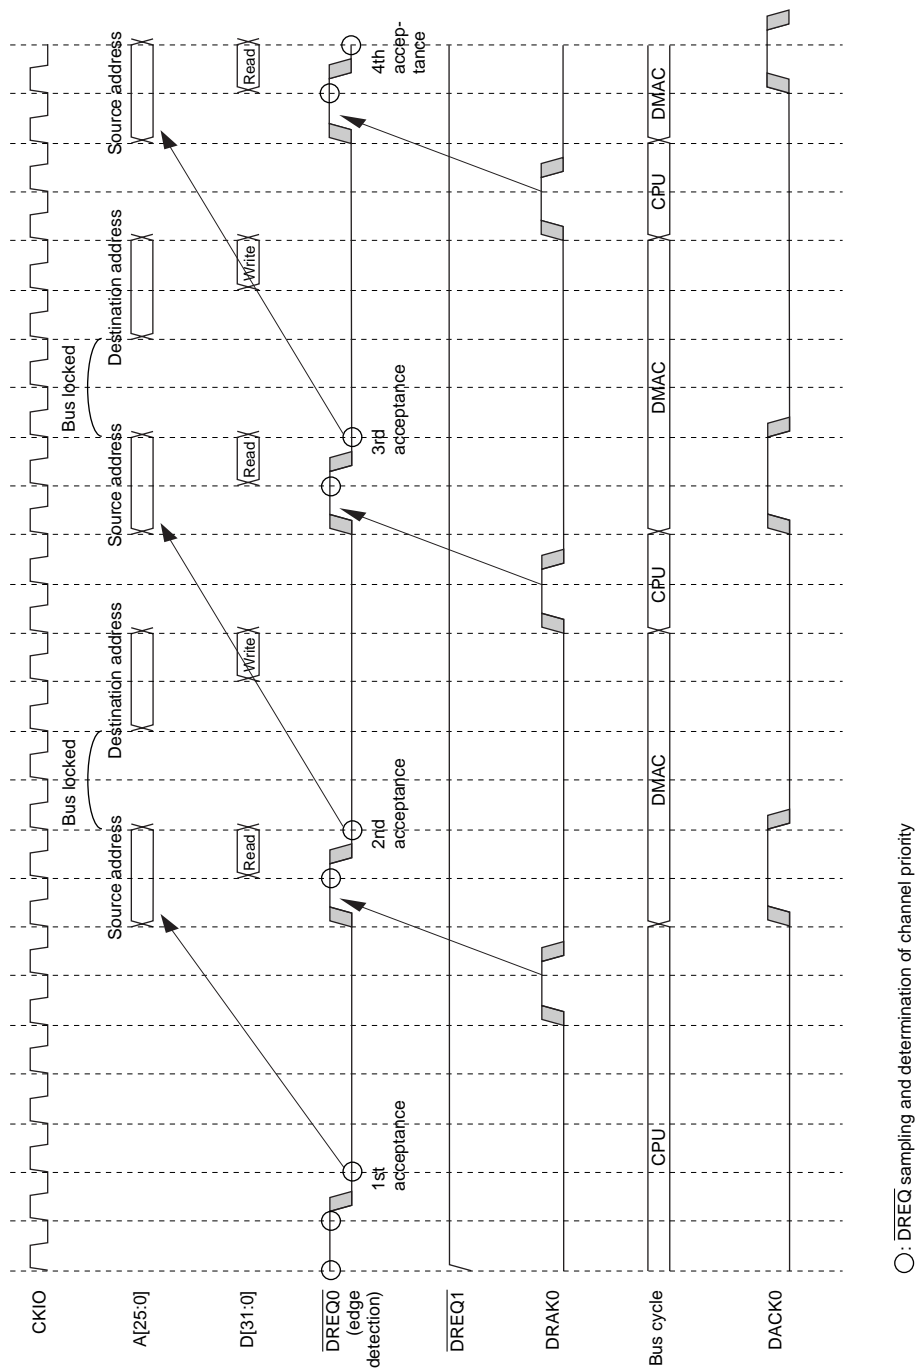 CKIO
Bus locked
Bus locked
A[25:0]
Source address
Destination address
Source address
Destination address
Source address
D[31:0]
Read
Write
Read
Write
Read
DREQ0
(edge
detection)
1st
acceptance
2nd
acceptance
3rd
acceptance
4th
accep-
tance
DREQ1
DRAK0
Bus cycle
CPU
DMAC
CPU
DMAC
CPU
DMAC
DACK0
: DREQ sampling and determination of channel priority